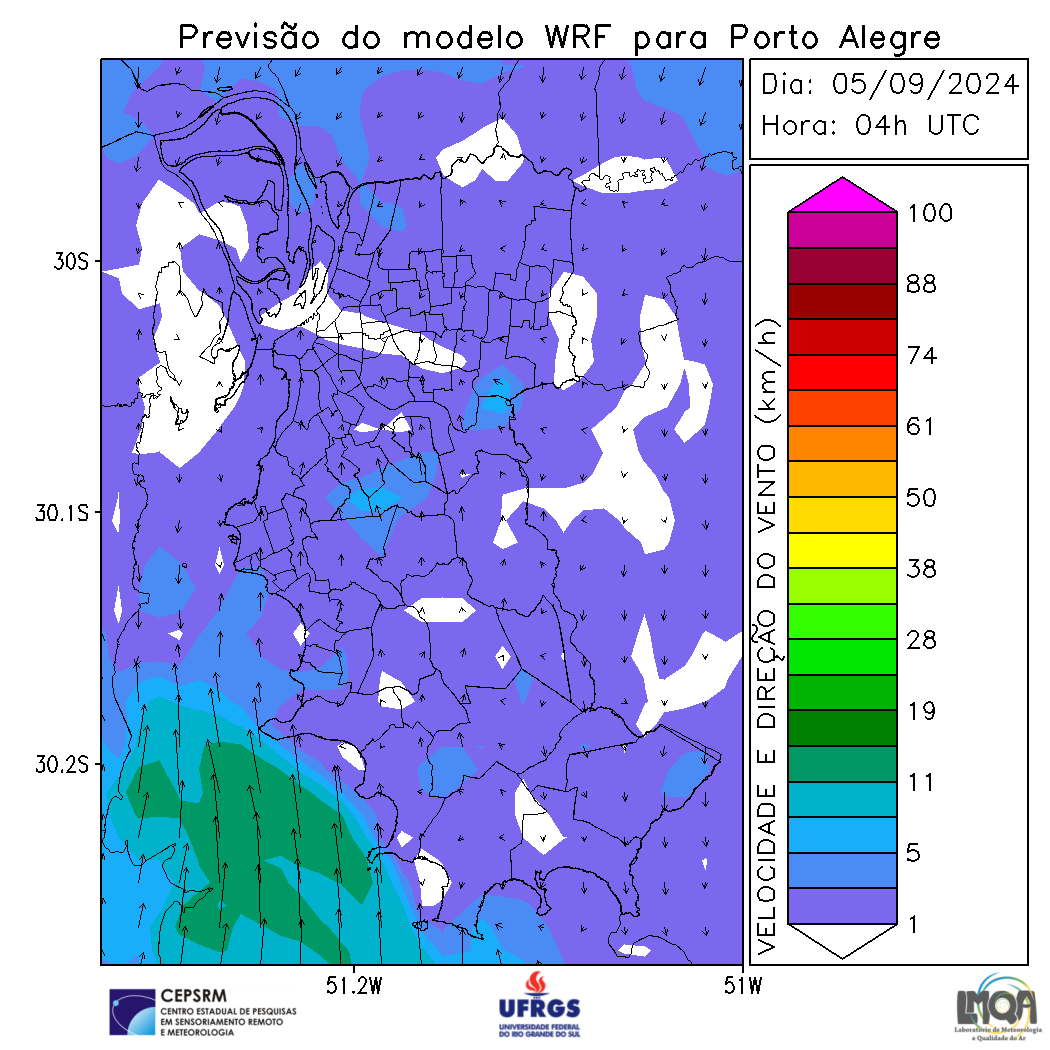 Previsão do modelo WRF para Porto Alegre
Dia: 05/09/2024
Hora: 04h UTC
30S
30.1S
30.2S
51.2W
51W
VELOCIDADE E DIREÇÃO DO VENTO (km/h)
100
88
74
61
50
38
28
19
11
5
1
CEPSRM
CENTRO ESTADUAL DE PESQUISAS
EM SENSORIAMENTO REMOTO
E METEOROLOGIA
UFRGS
UNIVERSIDADE FEDERAL
DO RIO GRANDE DO SUL
LMQA
Laboratório de Meteorologia
e Qualidade do Ar